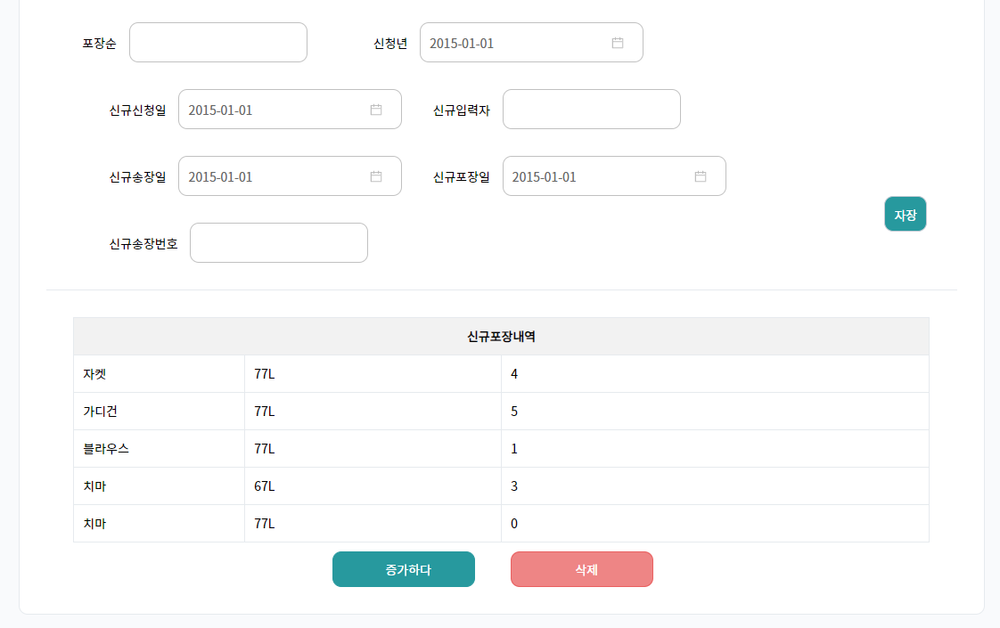 포장순 신청년 2015-01-01
신규신청일 2015-01-01 신규입력자
신규송장일 2015-01-01 신규포장일 2015-01-01
자장
신규송장번호
신규포장내역
자켓 77L 4
가디건 77L 5
블라우스 77L 1
치마 67L 3
치마 77L 0
증가하다 삭제